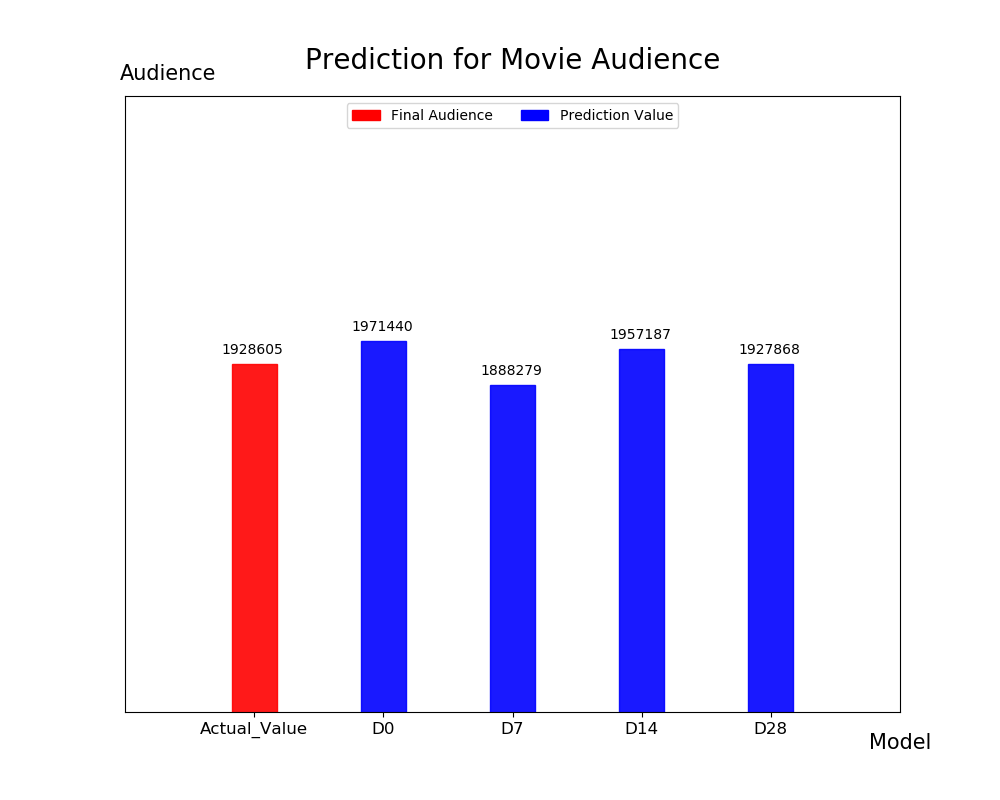 Prediction for Movie Audience
Audience
Final Audience Prediction Value
1971440
1957187
1928605
1927868
1888279
Actual_Value D0 D7 D14 D28
Model